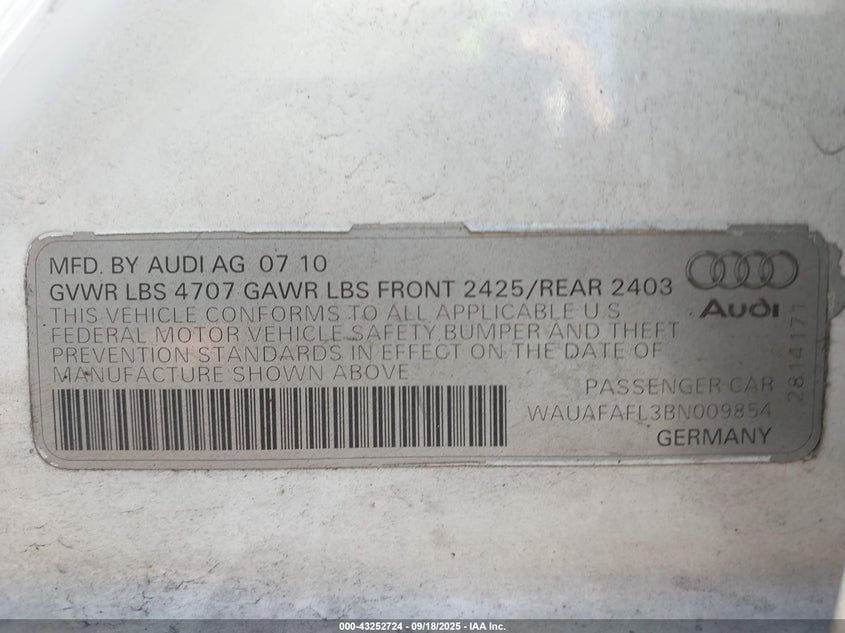 MFD. BY AUDI AG 07 10
GVWR LBS 4707 GAWR LBS FRONT 2425/REAR 2403
THIS VEHICLE CONFORMS TO ALL APPLICABLE U.S
FEDERAL MOTOR VEHICLE SAFETY BUMPER AND THEFT
PREVENTION STANDARDS IN EFFECT ON THE DATE OF
MANUFACTURE SHOWN ABOVE
PASSENGER CAR
WAUAFAFL3BN009854
GERMANY
Audi
2814171
000-43252724 - 09/18/2025 - IAA Inc.